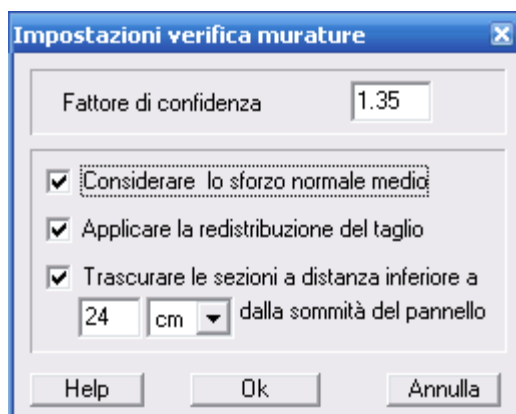 Impostazioni verifica murature
Fattore di confidenza 1.35
Considerare lo sforzo normale medio
Applicare la redistribuzione del taglio
Trascurare le sezioni a distanza inferiore a
24 cm dalla sommità del pannello
Help Ok Annulla